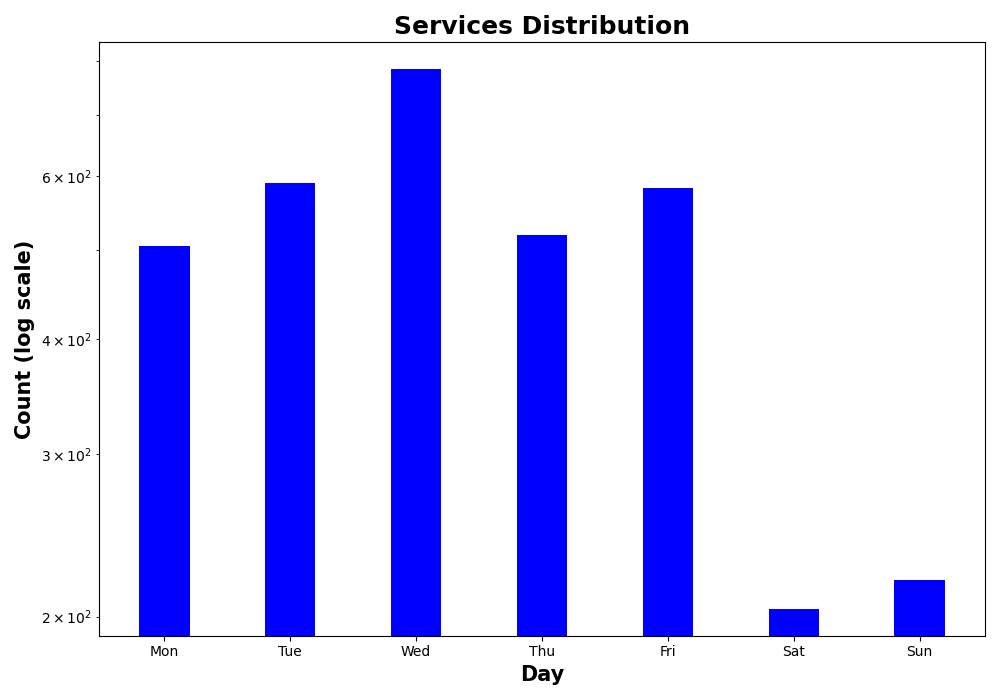 Services Distribution
Count (log scale)
6 × 10²
4 × 10²
3 × 10²
2 × 10²
Mon Tue Wed Thu Fri Sat Sun
Day